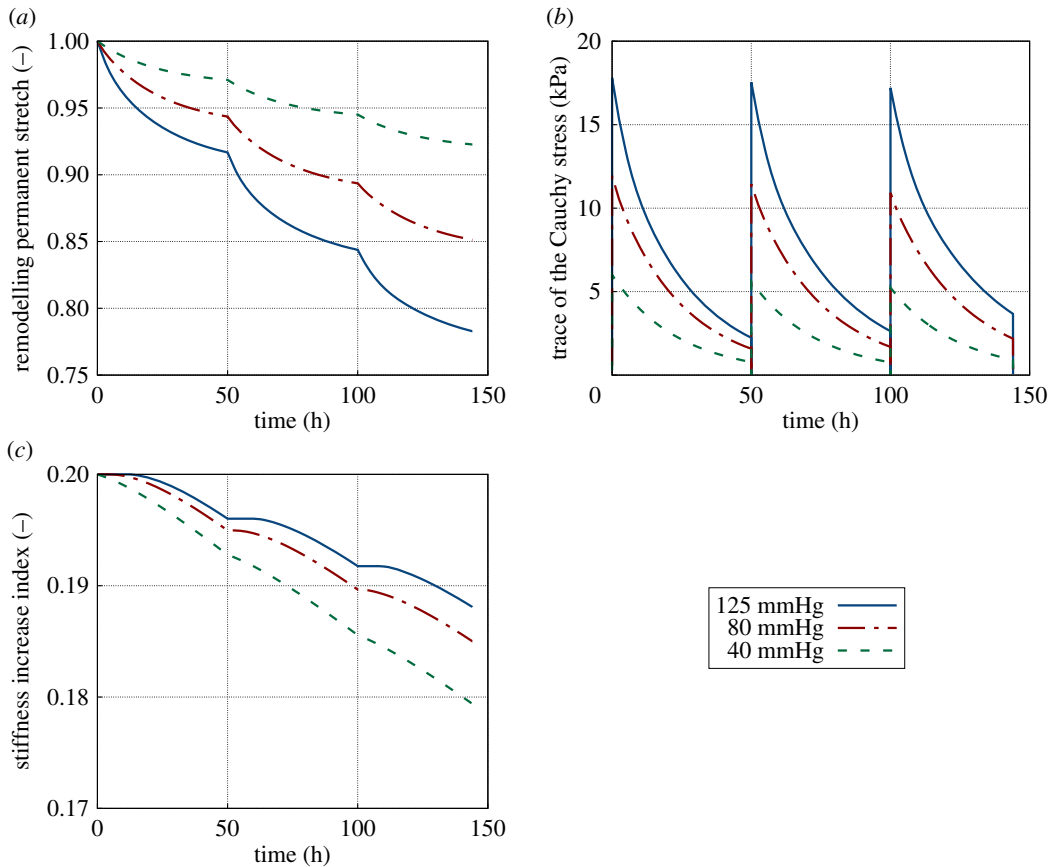 (a)
1.00
0.95
0.90
0.85
0.80
0.75
remodelling permanent stretch (–)
0
50
100
150
time (h)
(b)
20
15
10
5
trace of the Cauchy stress (kPa)
0
50
100
150
time (h)
(c)
0.20
0.19
0.18
0.17
stiffness increase index (–)
0
50
100
150
time (h)
125 mmHg
80 mmHg
40 mmHg